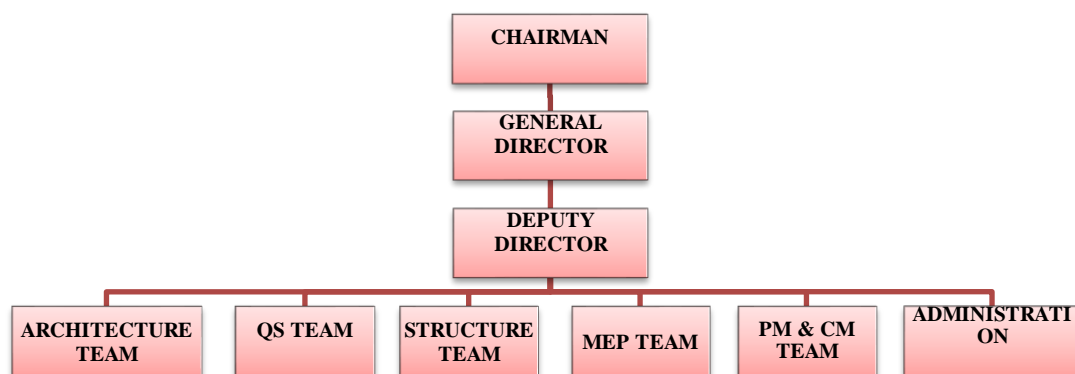 CHAIRMAN
GENERAL
DIRECTOR
DEPUTY
DIRECTOR
ARCHITECTURE
TEAM
QS TEAM
STRUCTURE
TEAM
MEP TEAM
PM & CM
TEAM
ADMINISTRATI
ON